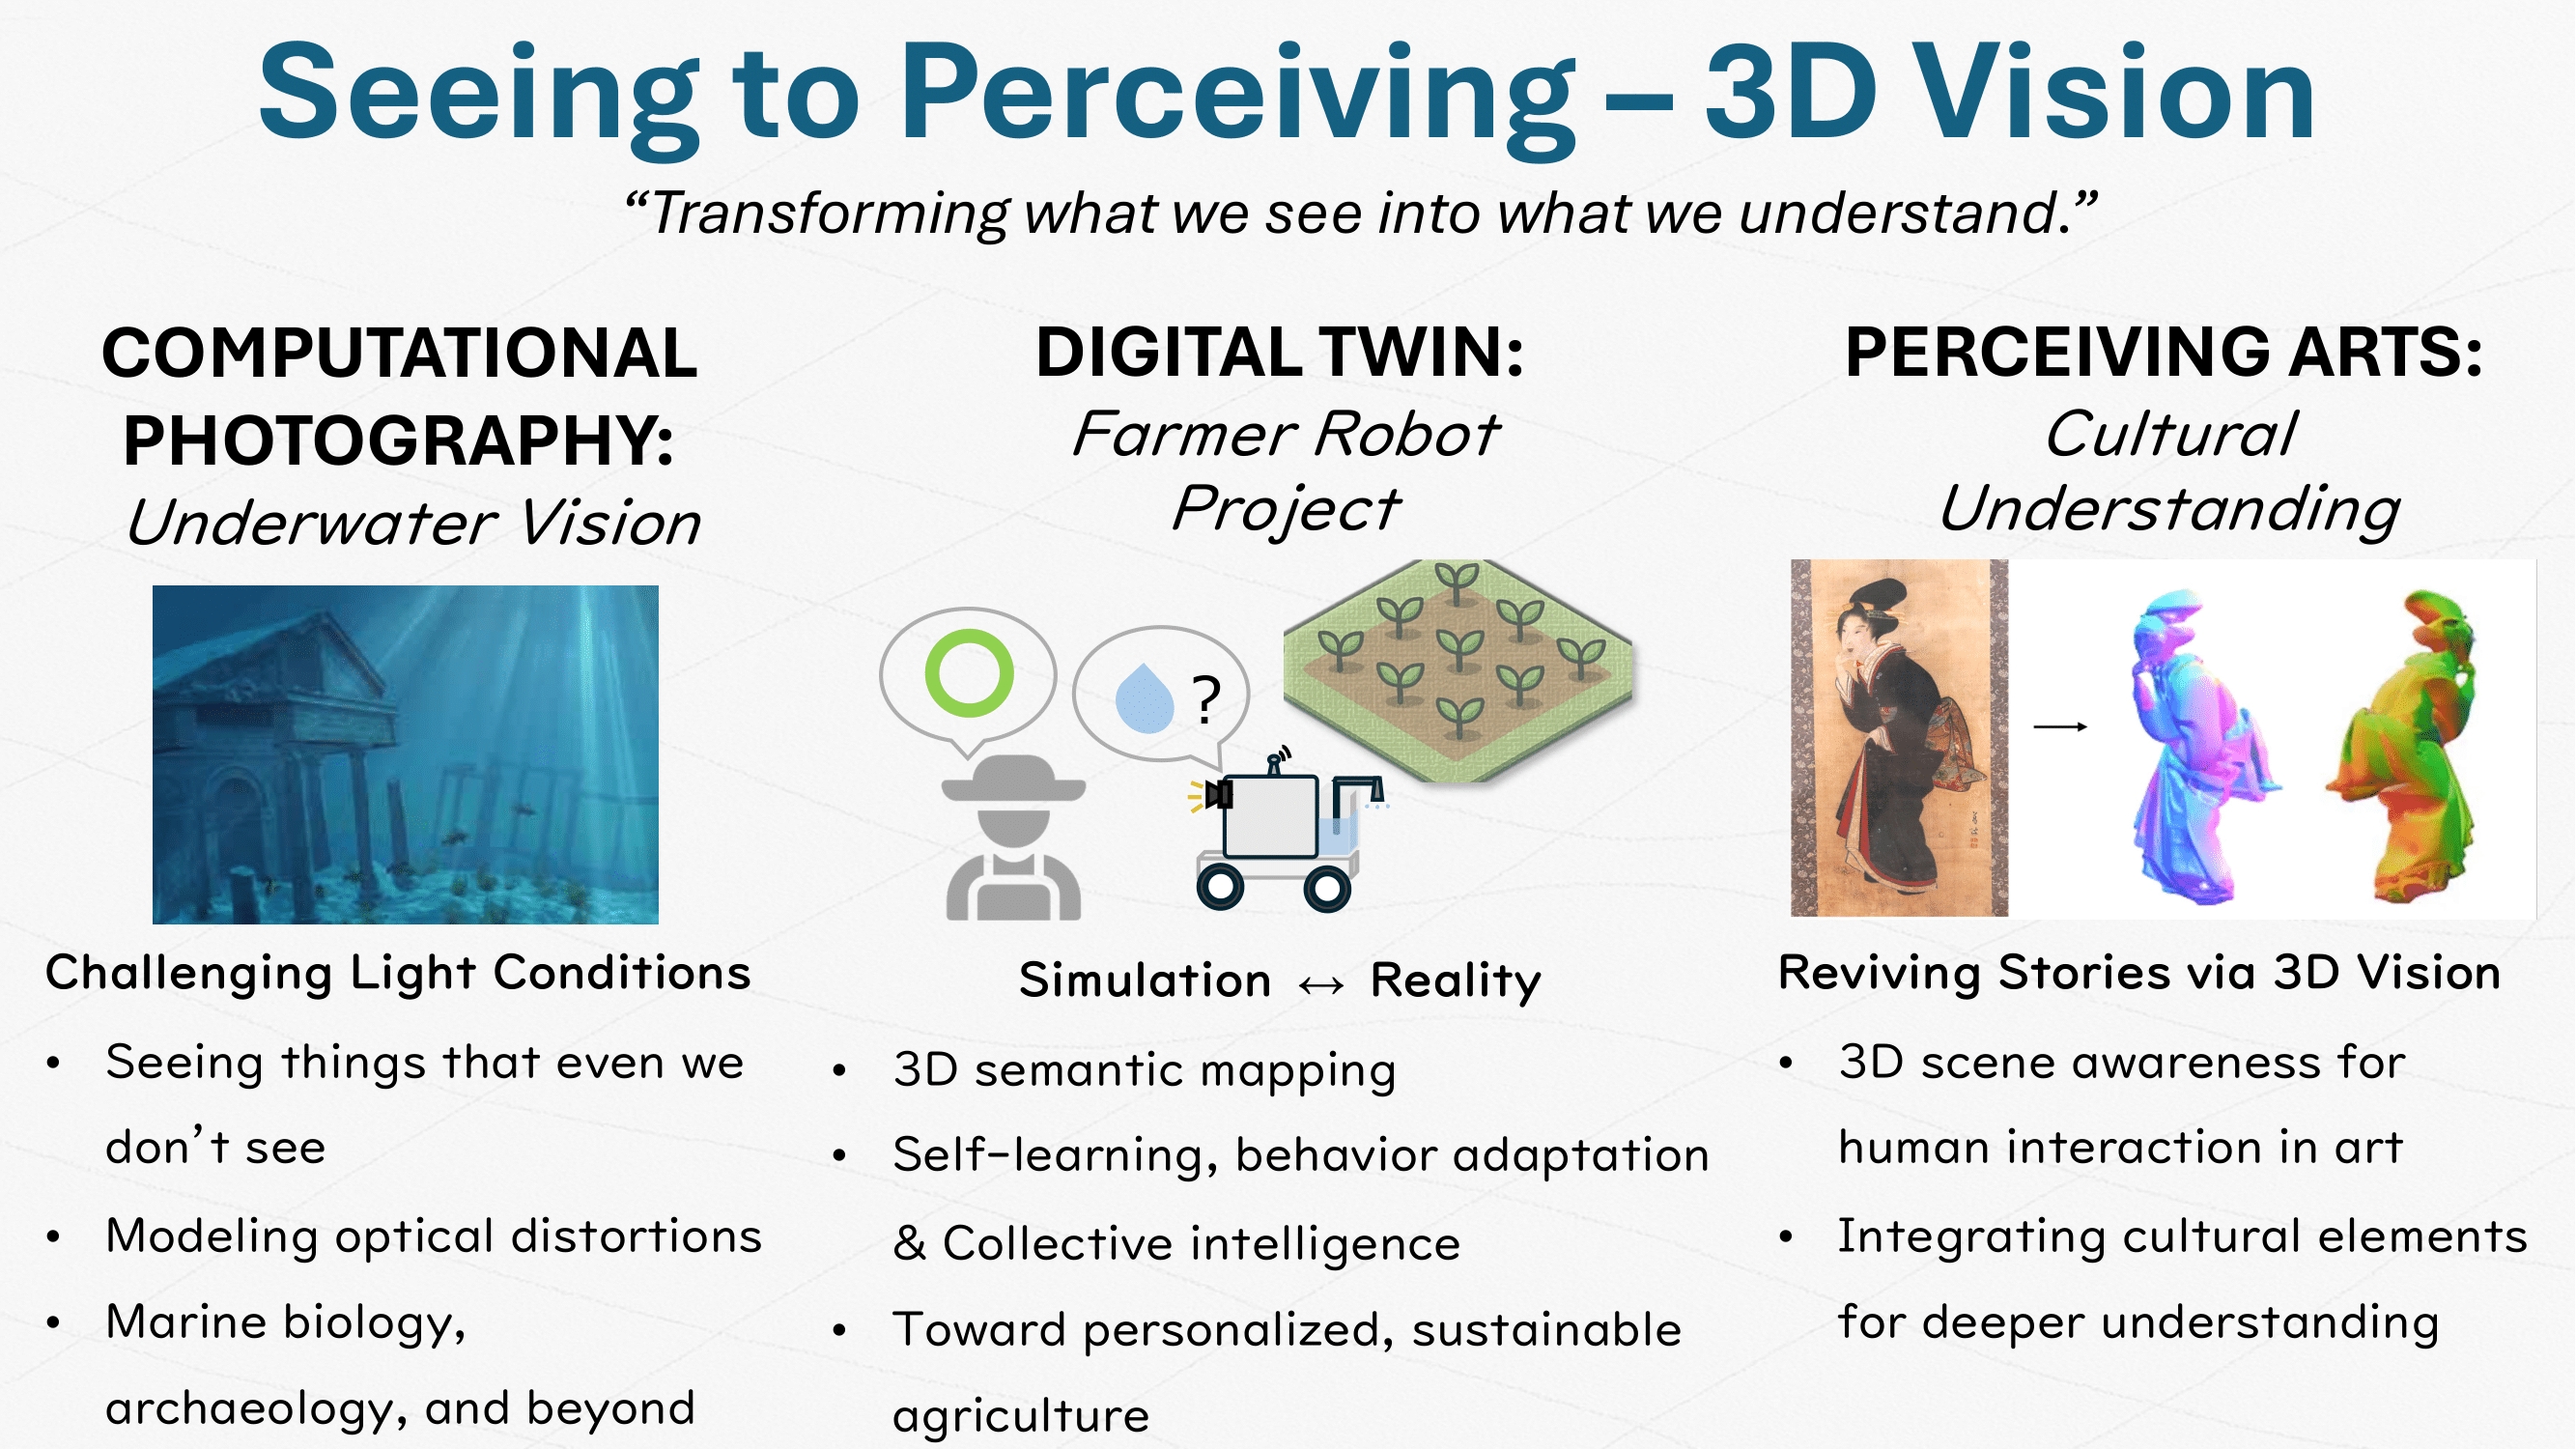 Seeing to Perceiving – 3D Vision
“Transforming what we see into what we understand.”
COMPUTATIONAL
PHOTOGRAPHY:
Underwater Vision
Challenging Light Conditions
• Seeing things that even we
don’t see
• Modeling optical distortions
• Marine biology,
archaeology, and beyond
DIGITAL TWIN:
Farmer Robot
Project
?
Simulation ↔ Reality
• 3D semantic mapping
• Self-learning, behavior adaptation
& Collective intelligence
• Toward personalized, sustainable
agriculture
PERCEIVING ARTS:
Cultural
Understanding
Reviving Stories via 3D Vision
• 3D scene awareness for
human interaction in art
• Integrating cultural elements
for deeper understanding